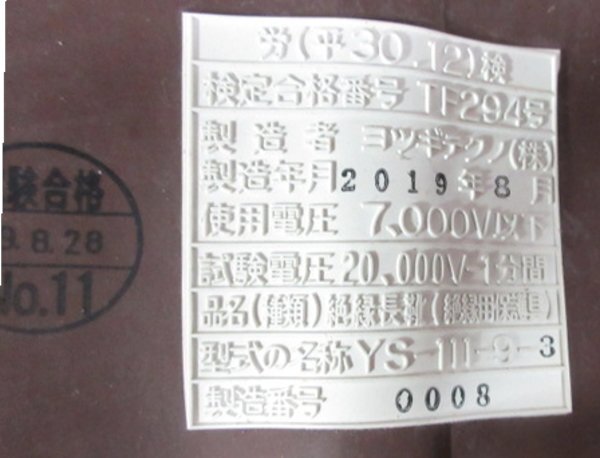 労(平30.12)検
検定合格番号 TF294号
製造者 ヨツギテクノ(株)
製造年月 2019年8月
使用電圧 7,000V以下
試験電圧 20,000V-1分間
品名(種類) 絶縁長靴(絶縁用保護具)
型式の名称 YS-111-9-3
製造番号 0008
験合格
9.8.28
No.11